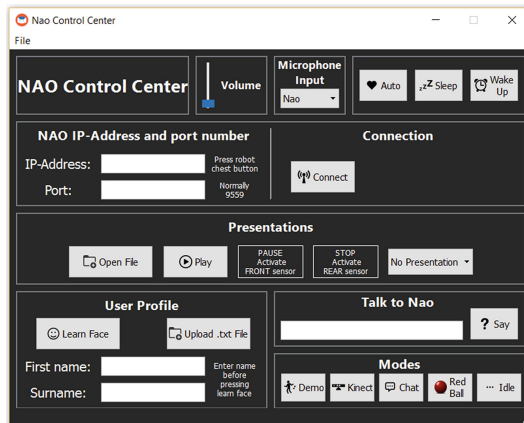 Nao Control Center
File
NAO Control Center
Volume
Microphone
Input
Nao
Auto
zzZ Sleep
Wake
Up
NAO IP-Address and port number
IP-Address:
Press robot
chest button
Port:
Normally
9559
Connection
Connect
Presentations
Open File
Play
PAUSE
Activate
FRONT sensor
STOP
Activate
REAR sensor
No Presentation
User Profile
Learn Face
Upload .txt File
First name:
Surname:
Enter name
before
pressing
learn face
Talk to Nao
? Say
Modes
Demo
Kinect
Chat
Red
Ball
... Idle